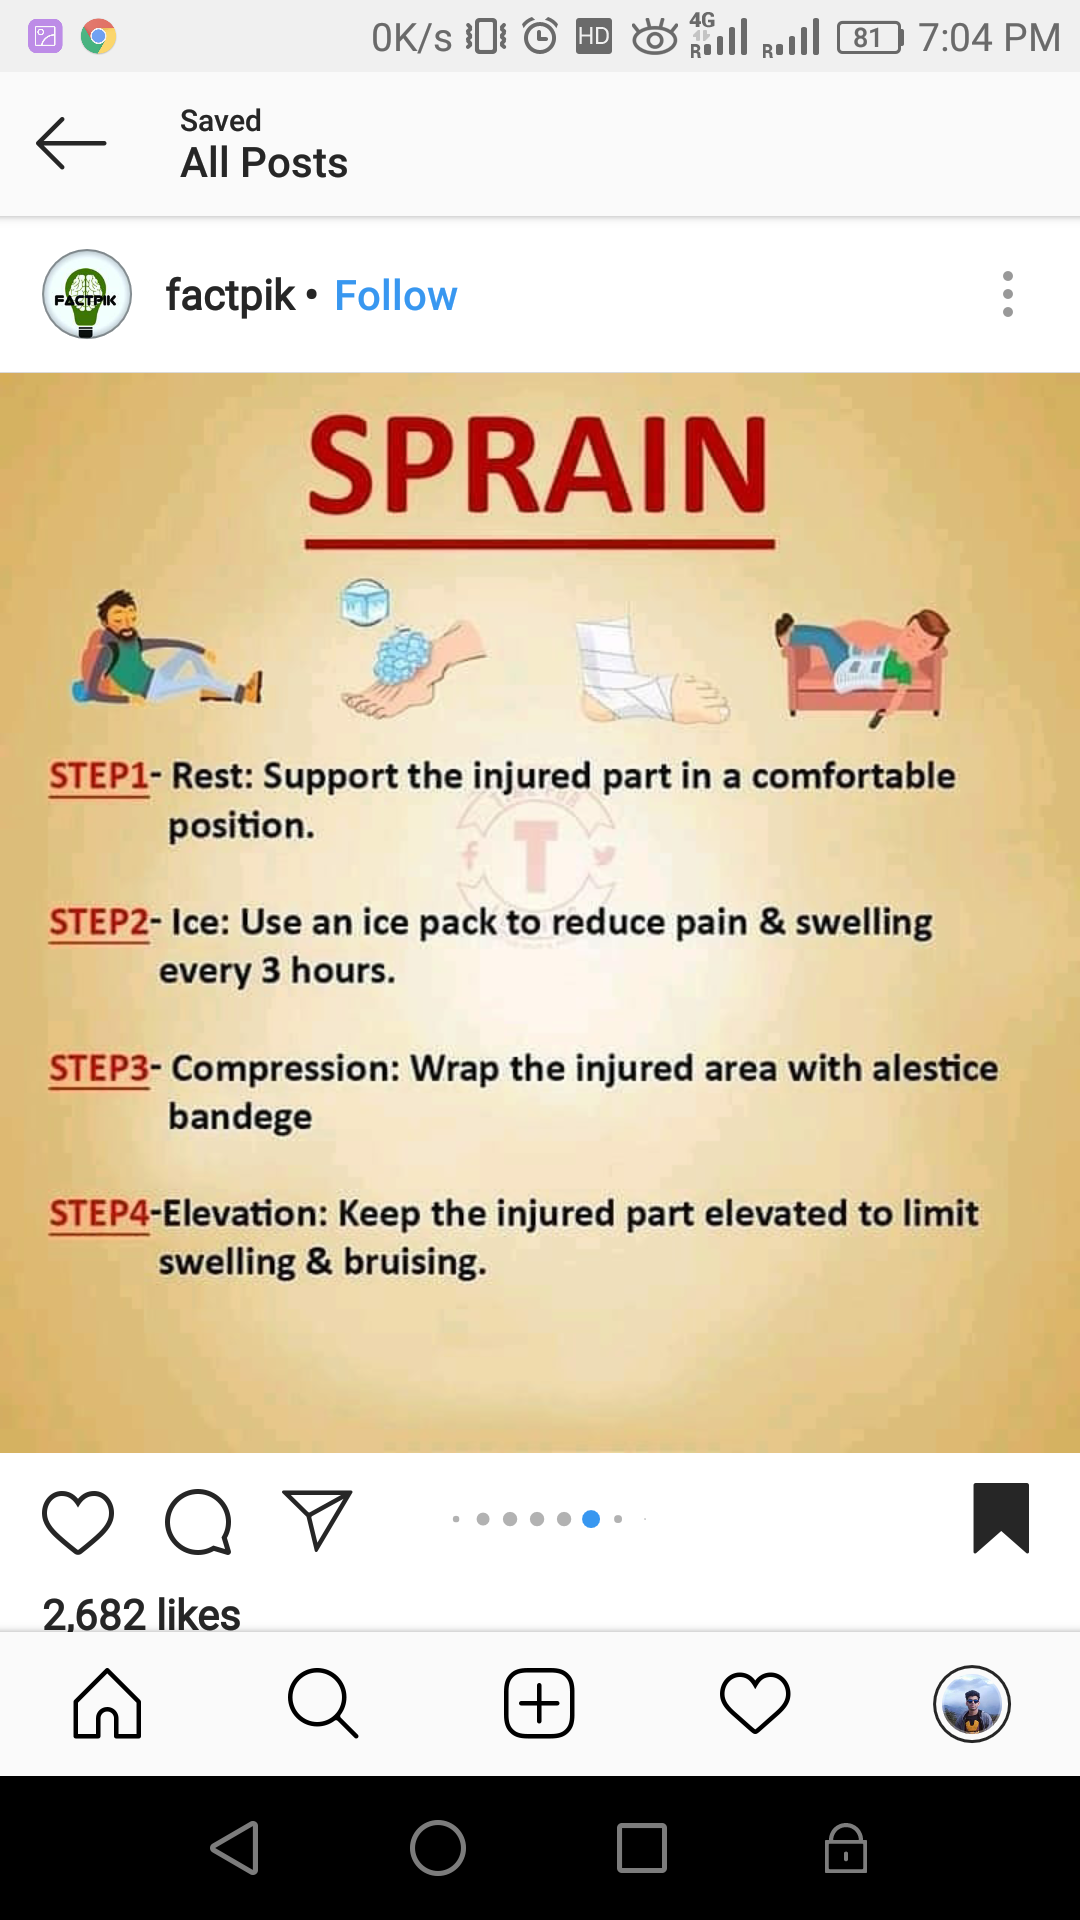 0K/s HD 4G R R 81 7:04 PM
Saved
All Posts
FACTPIK
factpik • Follow
SPRAIN
STEP1- Rest: Support the injured part in a comfortable
position.
T
STEP2- Ice: Use an ice pack to reduce pain & swelling
every 3 hours.
STEP3- Compression: Wrap the injured area with alestice
bandege
STEP4-Elevation: Keep the injured part elevated to limit
swelling & bruising.
2,682 likes